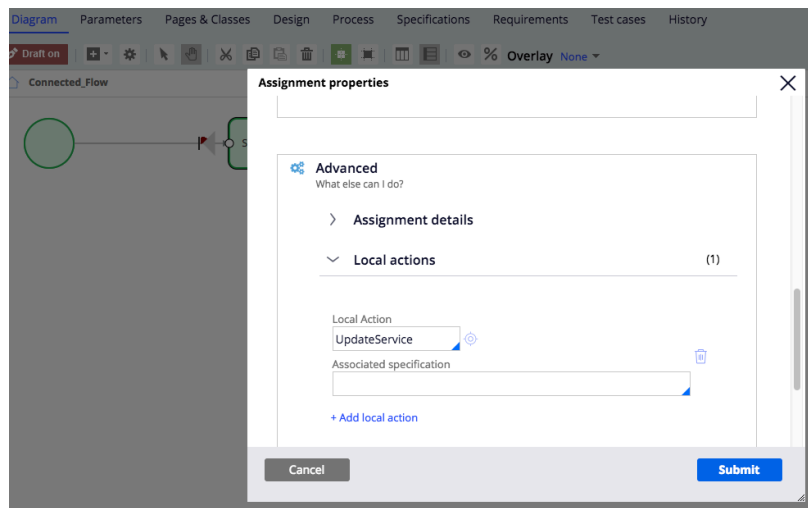 Diagram Parameters Pages & Classes Design Process Specifications Requirements Test cases History
Draft on Overlay None
Connected_Flow
S
Assignment properties
Advanced
What else can I do?
Assignment details
Local actions (1)
Local Action
UpdateService
Associated specification
+ Add local action
Cancel Submit